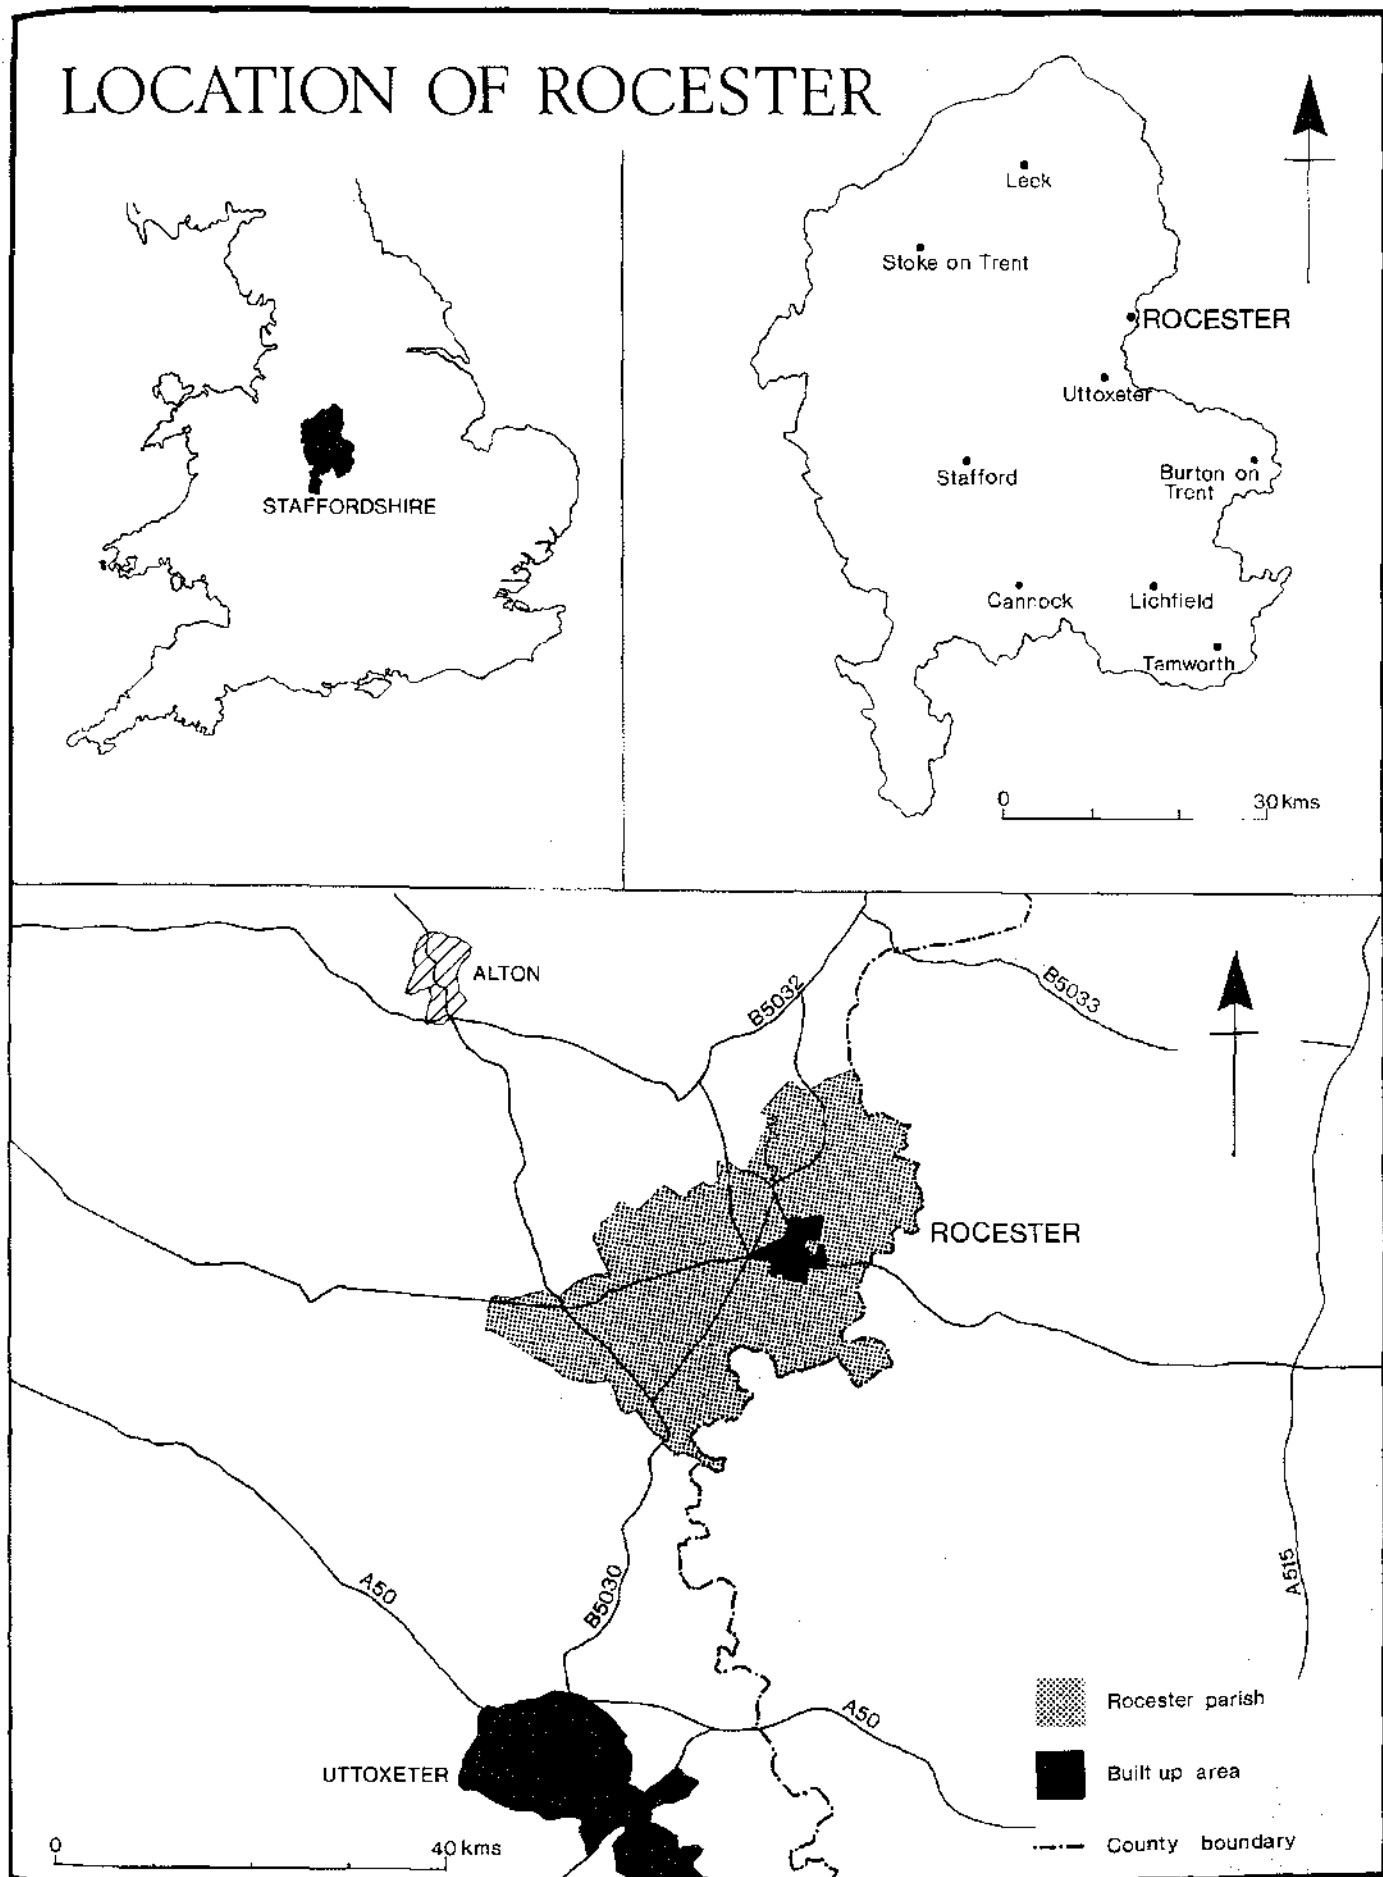 LOCATION OF ROCESTER
STAFFORDSHIRE
Leek
Stoke on Trent
ROCESTER
Uttoxeter
Stafford
Burton on
Trent
Cannock
Lichfield
Tamworth
0
30 kms
ALTON
B5032
B5033
ROCESTER
A50
B5030
A515
A50
UTTOXETER
Rocester parish
Built up area
County boundary
0
40 kms